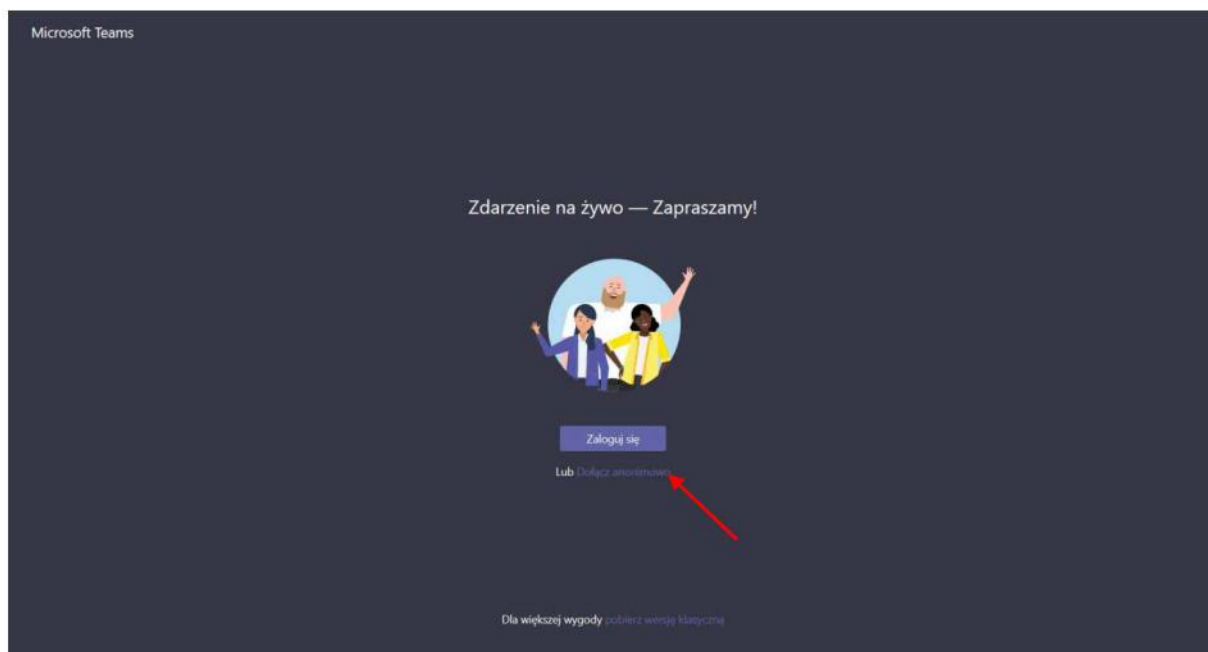 Microsoft Teams
Zdarzenie na żywo — Zapraszamy!
Zaloguj się
Lub Dołącz anonimowo
Dla większej wygody pobierz wersję klasyczną